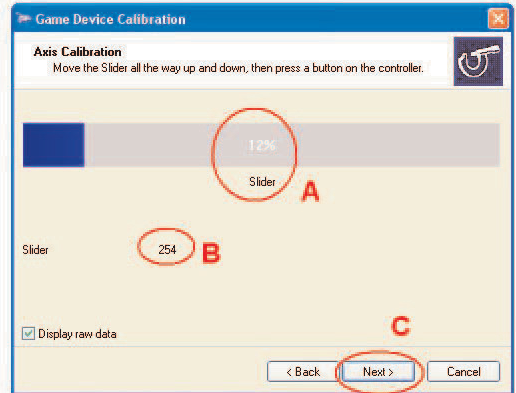 Game Device Calibration
Axis Calibration
Move the Slider all the way up and down, then press a button on the controller.
12%
Slider
A
Slider 254 B
Display raw data
C
< Back Next > Cancel